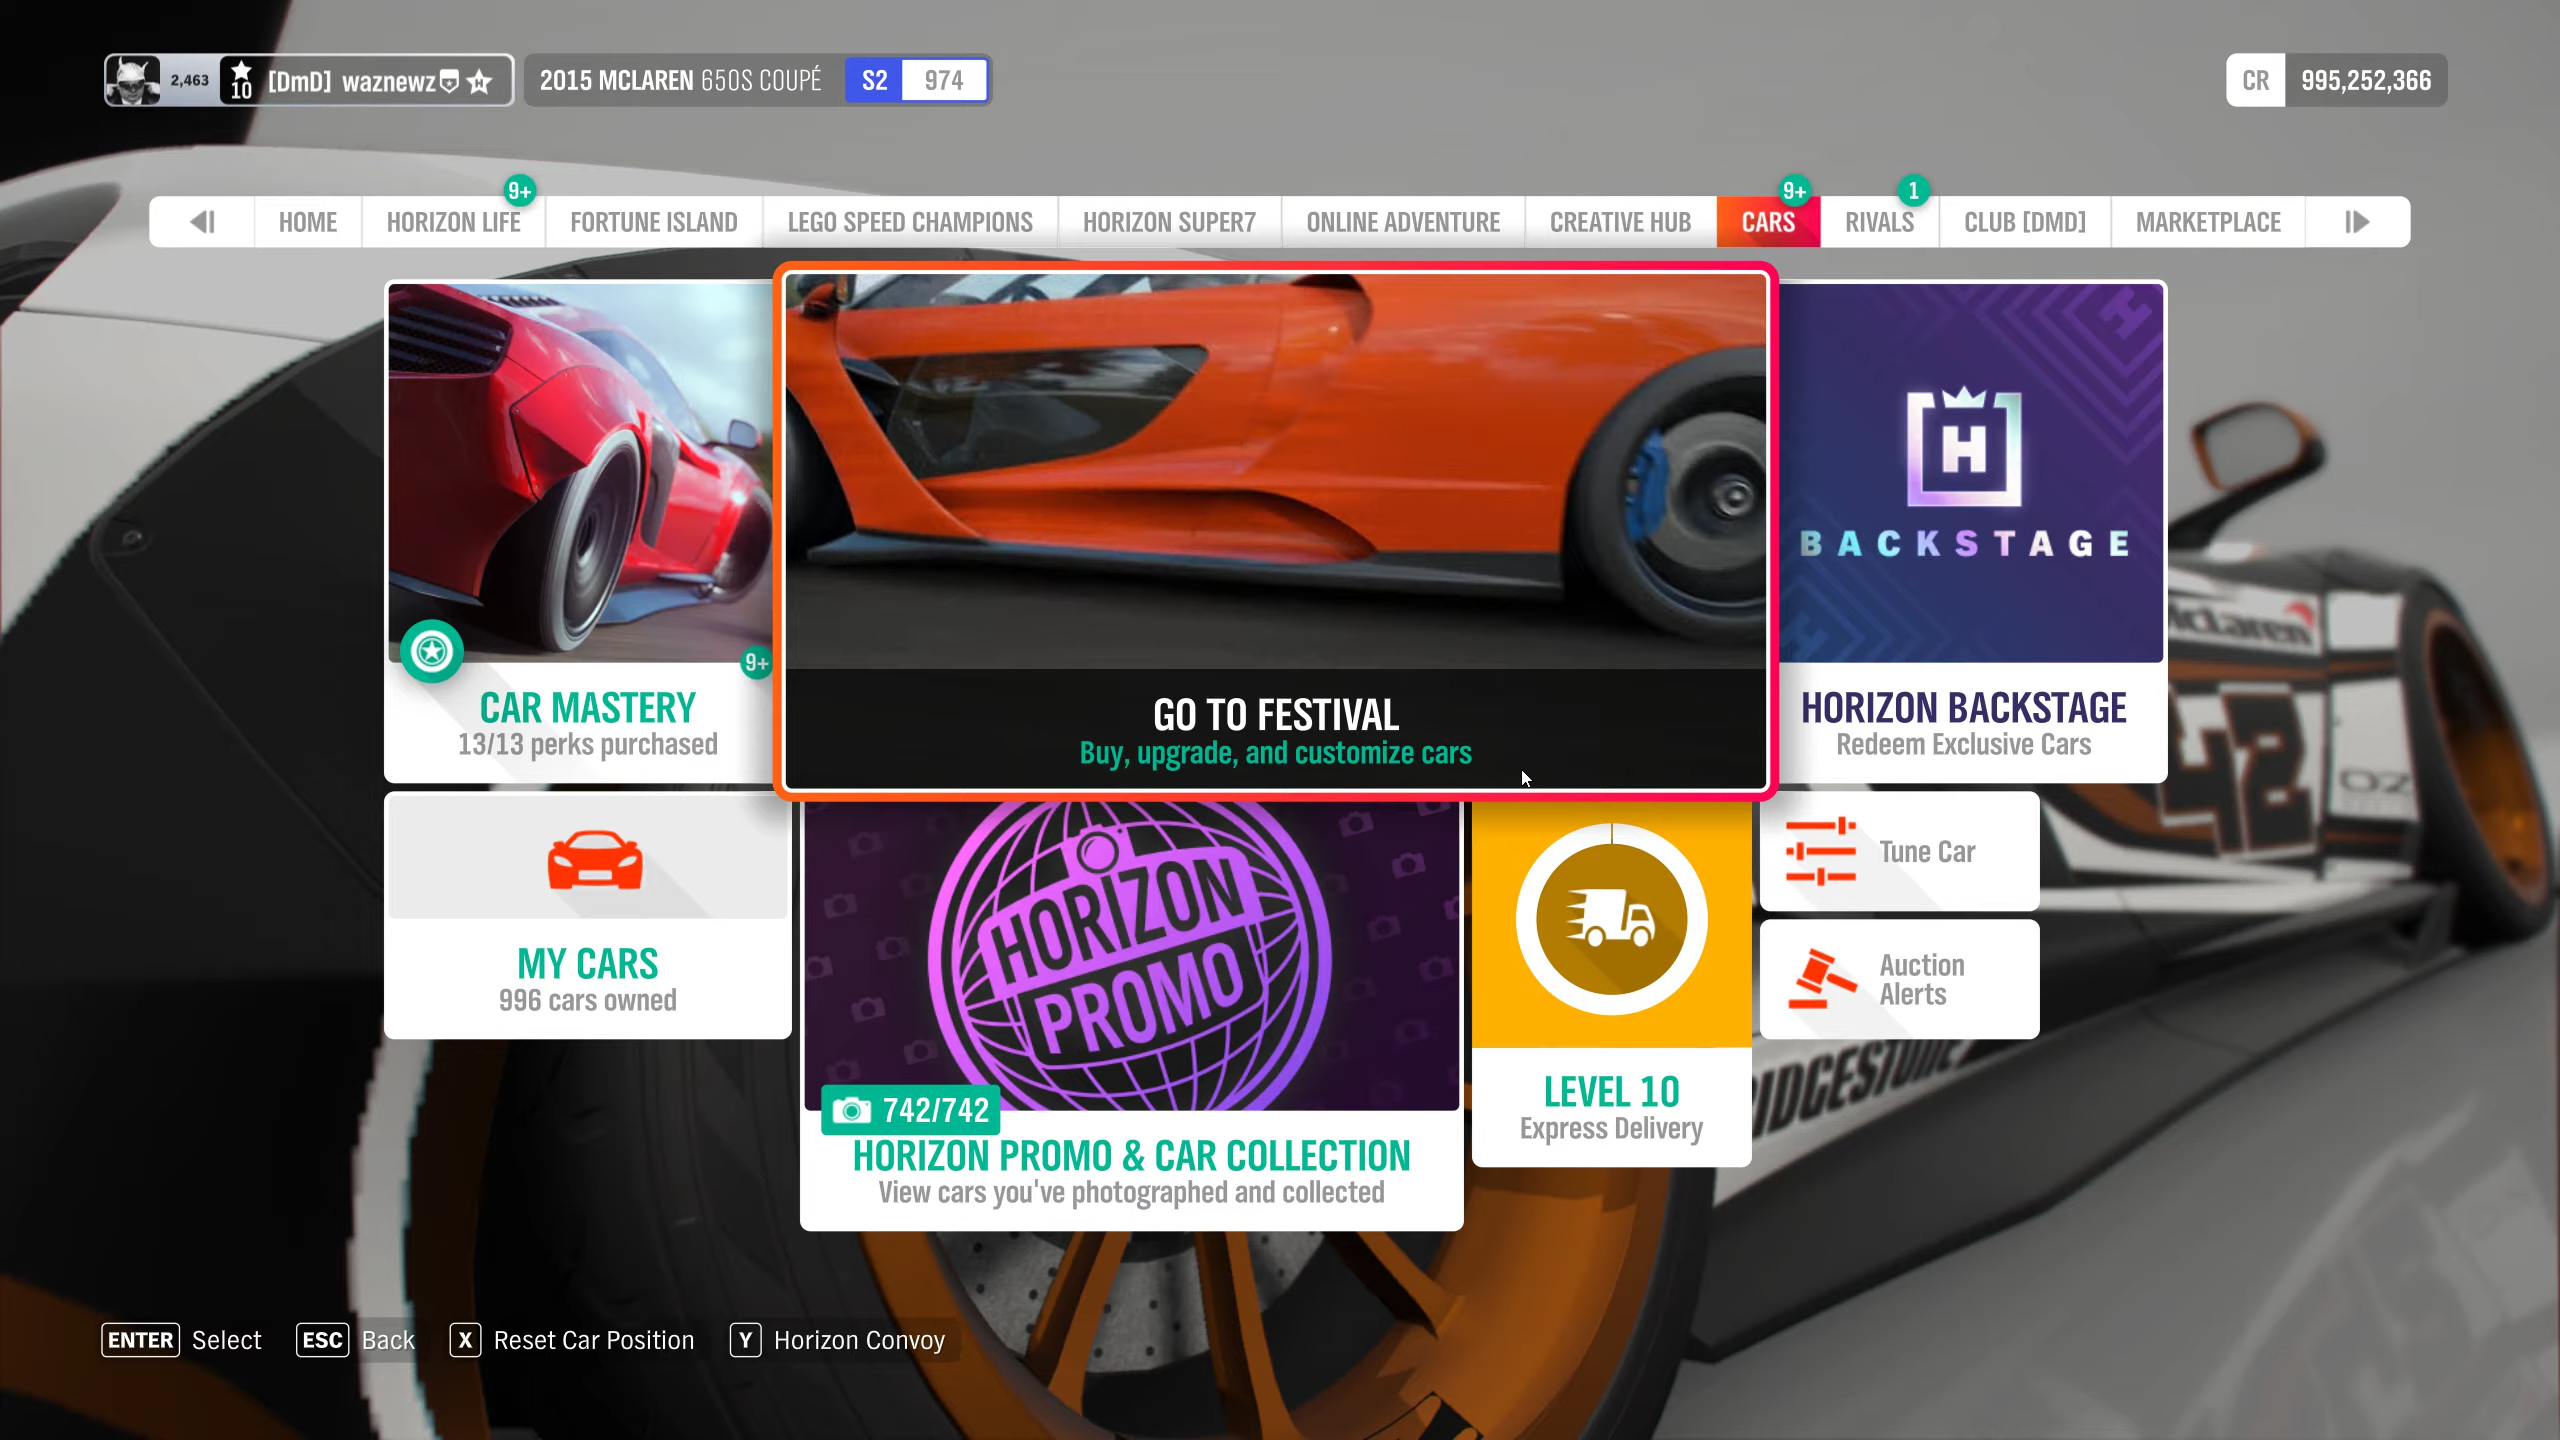 2,463 10 [DmD] waznewz
2015 MCLAREN 650S COUPÉ S2 974
CR 995,252,366
9+ 9+ 1
HOME HORIZON LIFE FORTUNE ISLAND LEGO SPEED CHAMPIONS HORIZON SUPER7 ONLINE ADVENTURE CREATIVE HUB CARS RIVALS CLUB [DMD] MARKETPLACE
9+
CAR MASTERY
13/13 perks purchased
GO TO FESTIVAL
Buy, upgrade, and customize cars
H
BACKSTAGE
HORIZON BACKSTAGE
Redeem Exclusive Cars
MY CARS
996 cars owned
HORIZON
PROMO
742/742
HORIZON PROMO & CAR COLLECTION
View cars you've photographed and collected
LEVEL 10
Express Delivery
Tune Car
Auction
Alerts
McLaren
42
OZ
BRIDGESTONE
ENTER Select ESC Back X Reset Car Position Y Horizon Convoy